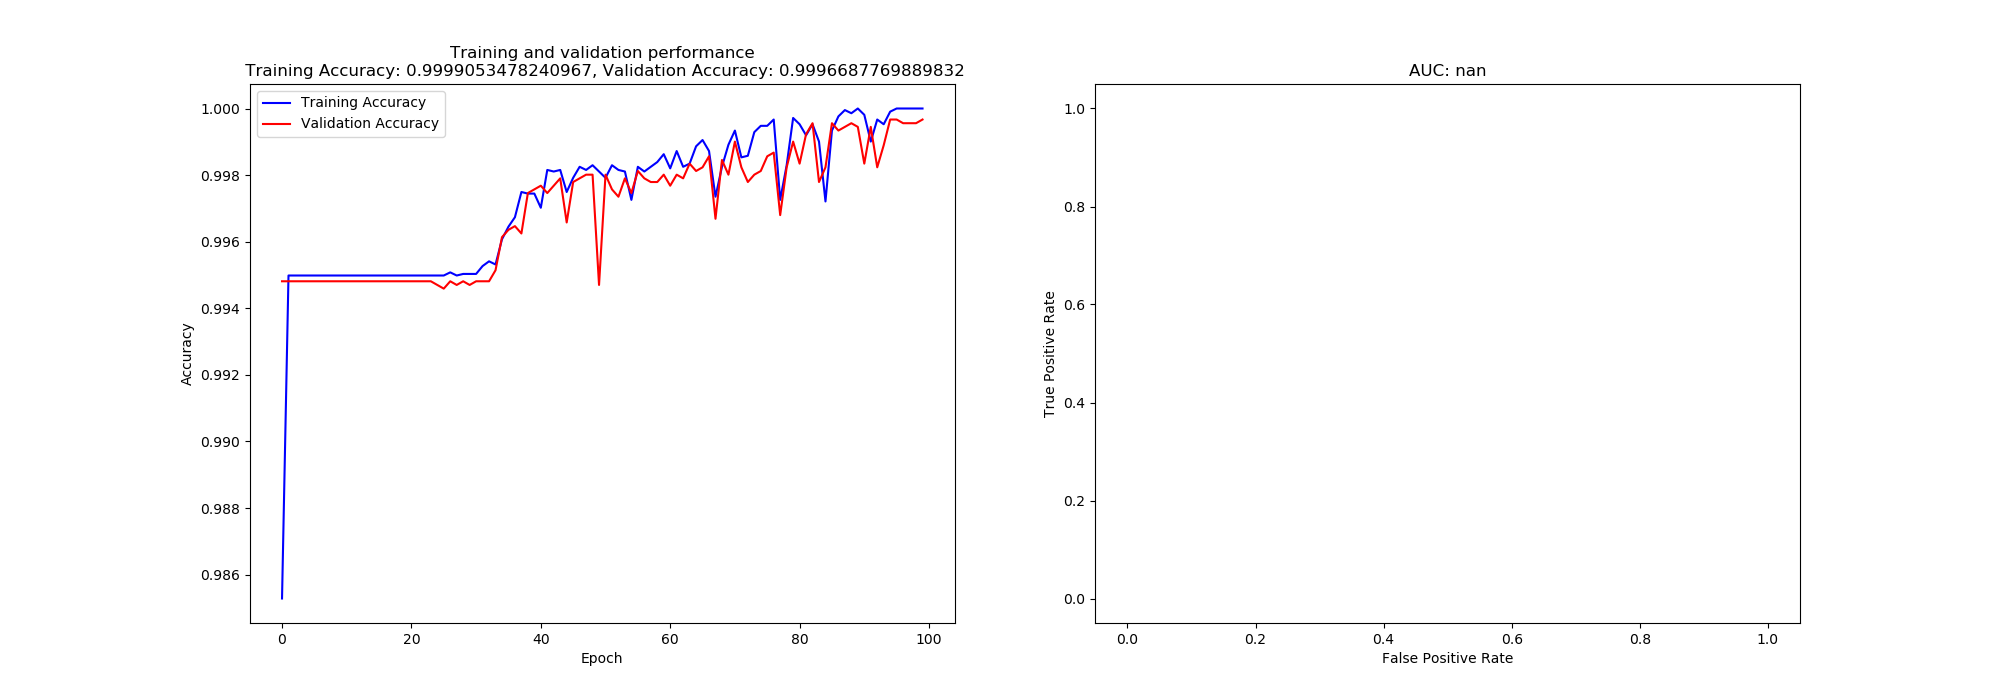 Training and validation performance
Training Accuracy: 0.9999053478240967, Validation Accuracy: 0.9996687769889832
Training Accuracy
Validation Accuracy
1.000
0.998
0.996
0.994
0.992
0.990
0.988
0.986
Accuracy
0
20
40
60
80
100
Epoch
AUC: nan
1.0
0.8
0.6
0.4
0.2
0.0
True Positive Rate
0.0
0.2
0.4
0.6
0.8
1.0
False Positive Rate